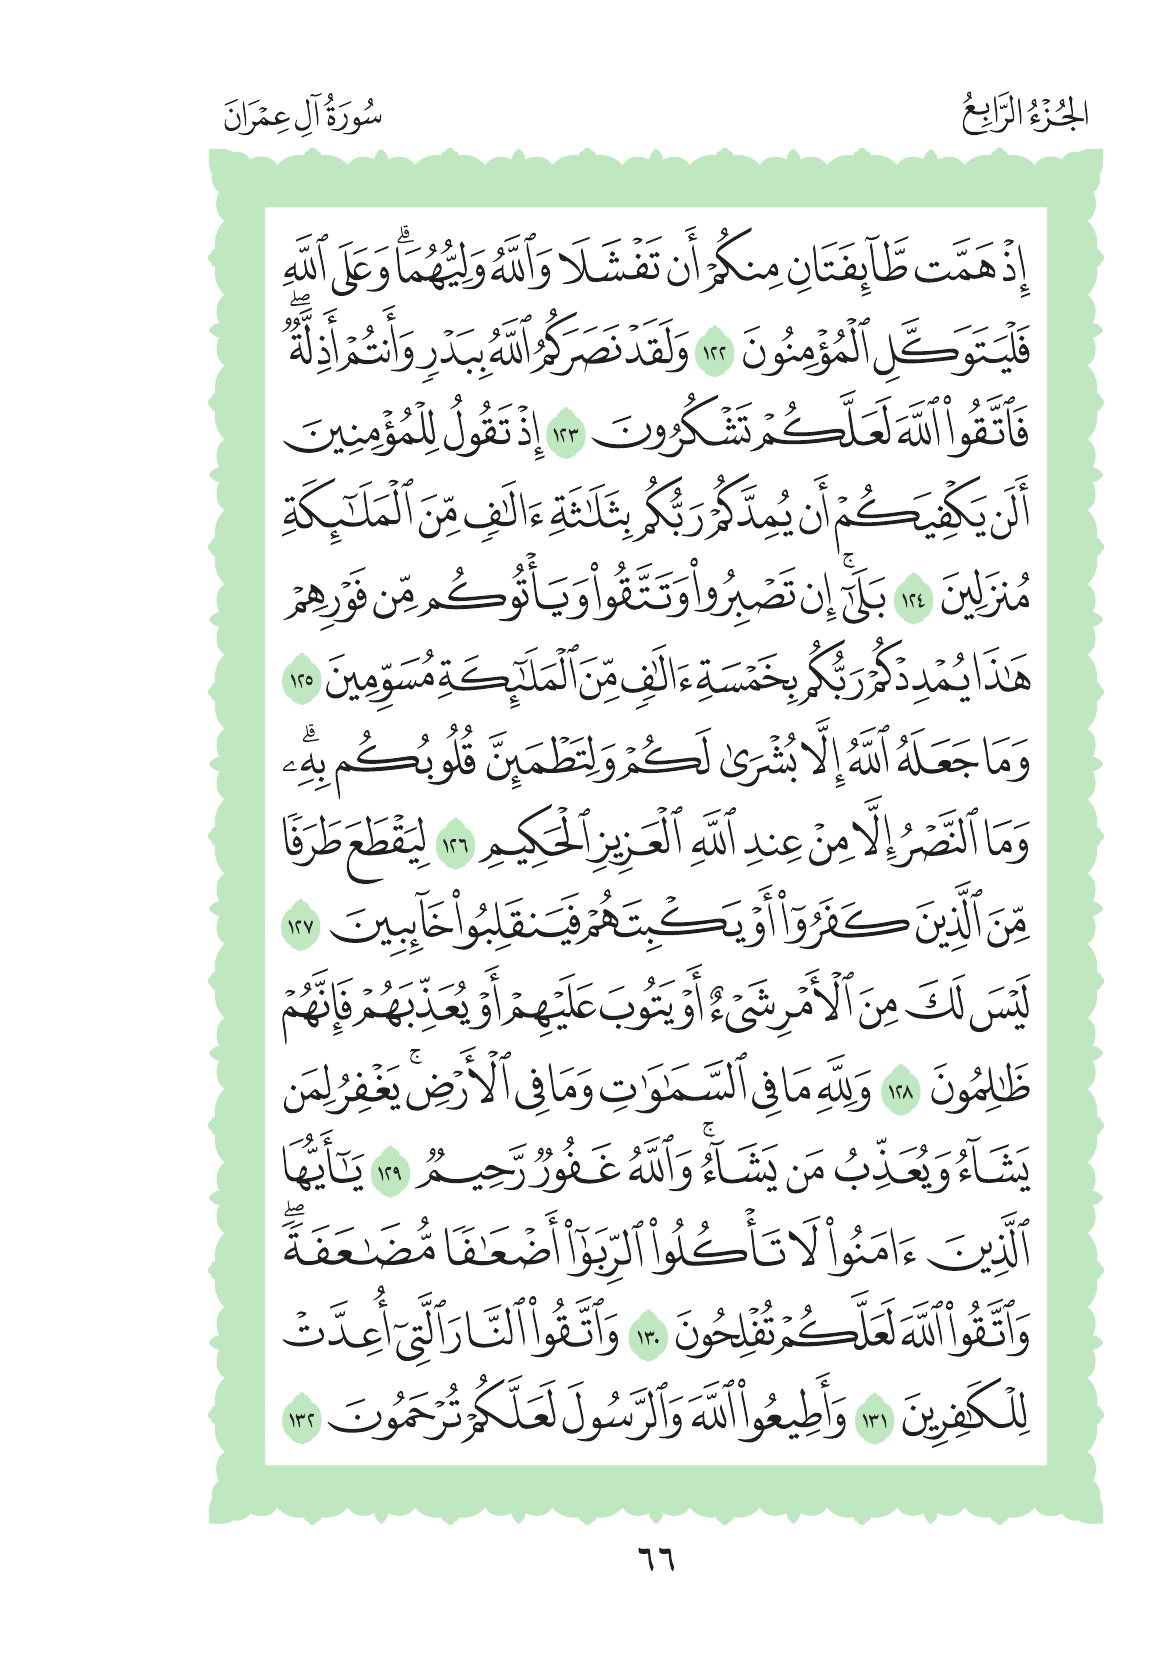 الجُزْءُ الرَّابِعُ
سُورَةُ آلِ عِمْرَانَ
إِذْ هَمَّت طَّآئِفَتَانِ مِنكُمْ أَن تَفْشَلَا وَٱللَّهُ وَلِيُّهُمَاۗ وَعَلَى ٱللَّهِ
فَلْيَتَوَكَّلِ ٱلْمُؤْمِنُونَ ١٢٢ وَلَقَدْ نَصَرَكُمُ ٱللَّهُ بِبَدْرٍ وَأَنتُمْ أَذِلَّةٌۖ
فَٱتَّقُوا۟ ٱللَّهَ لَعَلَّكُمْ تَشْكُرُونَ ١٢٣ إِذْ تَقُولُ لِلْمُؤْمِنِينَ
أَلَن يَكْفِيَكُمْ أَن يُمِدَّكُمْ رَبُّكُم بِثَلَٰثَةِ ءَالَٰفٍ مِّنَ ٱلْمَلَٰٓئِكَةِ
مُنزَلِينَ ١٢٤ بَلَىٰٓۚ إِن تَصْبِرُوا۟ وَتَتَّقُوا۟ وَيَأْتُوكُم مِّن فَوْرِهِمْ
هَٰذَا يُمْدِدْكُمْ رَبُّكُم بِخَمْسَةِ ءَالَٰفٍ مِّنَ ٱلْمَلَٰٓئِكَةِ مُسَوِّمِينَ ١٢٥
وَمَا جَعَلَهُ ٱللَّهُ إِلَّا بُشْرَىٰ لَكُمْ وَلِتَطْمَئِنَّ قُلُوبُكُم بِهِۦۗ
وَمَا ٱلنَّصْرُ إِلَّا مِنْ عِندِ ٱللَّهِ ٱلْعَزِيزِ ٱلْحَكِيمِ ١٢٦ لِيَقْطَعَ طَرَفًا
مِّنَ ٱلَّذِينَ كَفَرُوٓا۟ أَوْ يَكْبِتَهُمْ فَيَنقَلِبُوا۟ خَآئِبِينَ ١٢٧
لَيْسَ لَكَ مِنَ ٱلْأَمْرِ شَىْءٌ أَوْ يَتُوبَ عَلَيْهِمْ أَوْ يُعَذِّبَهُمْ فَإِنَّهُمْ
ظَٰلِمُونَ ١٢٨ وَلِلَّهِ مَا فِى ٱلسَّمَٰوَٰتِ وَمَا فِى ٱلْأَرْضِۚ يَغْفِرُ لِمَن
يَشَآءُ وَيُعَذِّبُ مَن يَشَآءُۚ وَٱللَّهُ غَفُورٌ رَّحِيمٌ ١٢٩ يَٰٓأَيُّهَا
ٱلَّذِينَ ءَامَنُوا۟ لَا تَأْكُلُوا۟ ٱلرِّبَوٰٓا۟ أَضْعَٰفًا مُّضَٰعَفَةًۖ
وَٱتَّقُوا۟ ٱللَّهَ لَعَلَّكُمْ تُفْلِحُونَ ١٣٠ وَٱتَّقُوا۟ ٱلنَّارَ ٱلَّتِىٓ أُعِدَّتْ
لِلْكَٰفِرِينَ ١٣١ وَأَطِيعُوا۟ ٱللَّهَ وَٱلرَّسُولَ لَعَلَّكُمْ تُرْحَمُونَ ١٣٢
٦٦